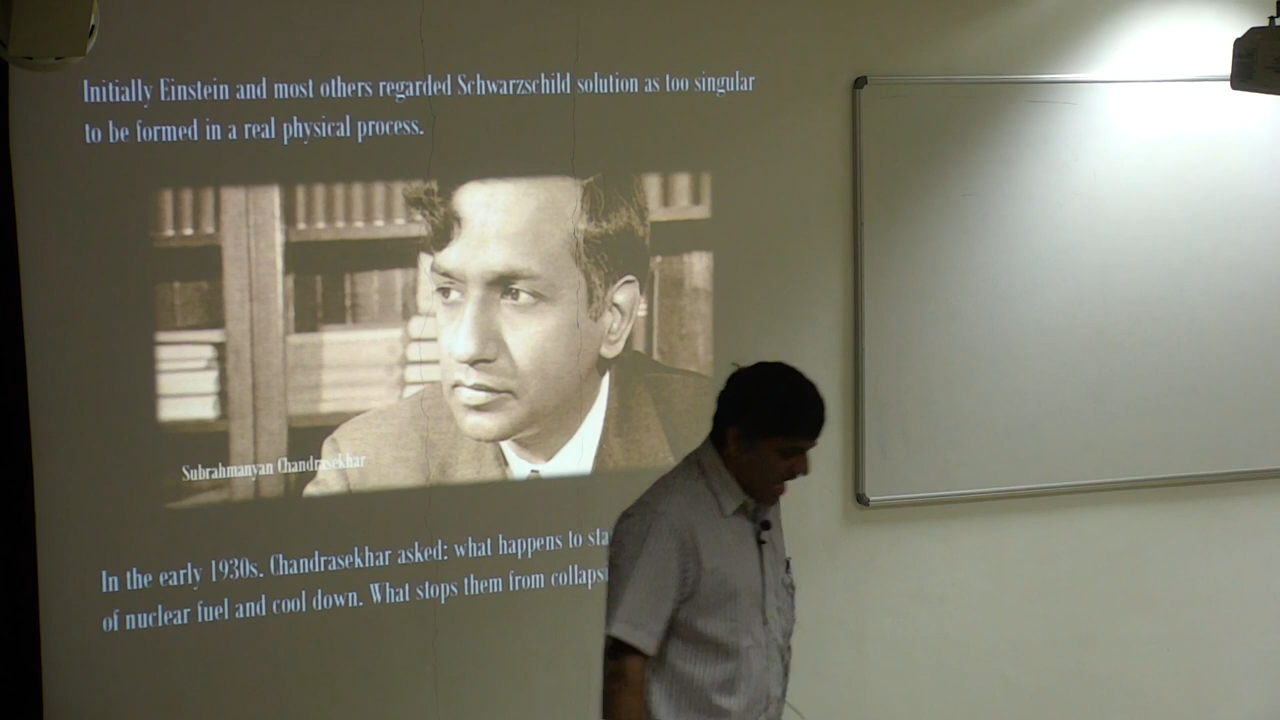 Initially Einstein and most others regarded Schwarzschild solution as too singular
to be formed in a real physical process.
Subrahmanyan Chandrasekhar
In the early 1930s. Chandrasekhar asked: what happens to sta
of nuclear fuel and cool down. What stops them from collapsi